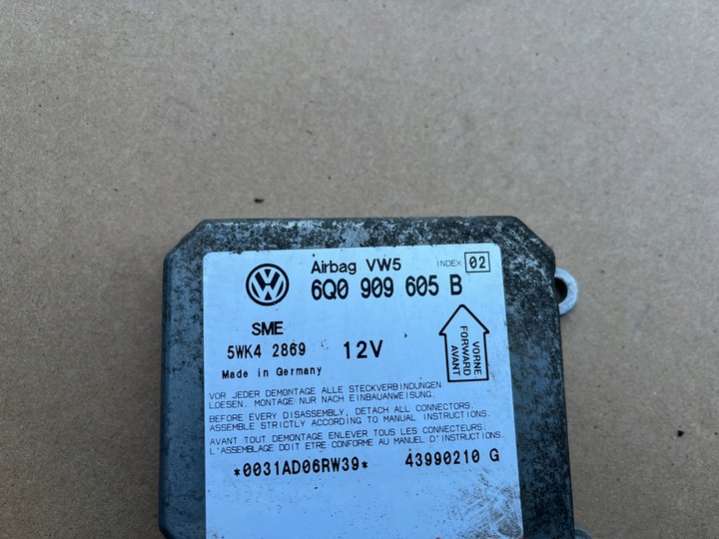 Airbag VW5 INDEX 02
6Q0 909 605 B
SME
5WK4 2869 12V
Made in Germany
VORNE
FORWARD
AVANT
VOR JEDER DEMONTAGE ALLE STECKVERBINDUNGEN
LOESEN. MONTAGE NUR NACH EINBAUANWEISUNG.
BEFORE EVERY DISASSEMBLY, DETACH ALL CONNECTORS.
ASSEMBLE STRICTLY ACCORDING TO MANUAL INSTRUCTIONS.
AVANT TOUT DEMONTAGE ENLEVER TOUS LES CONNECTEURS.
L'ASSEMBLAGE DOIT ETRE CONFORME AU MANUEL D'INSTRUCTIONS.
*0031AD06RW39* 43990210 G